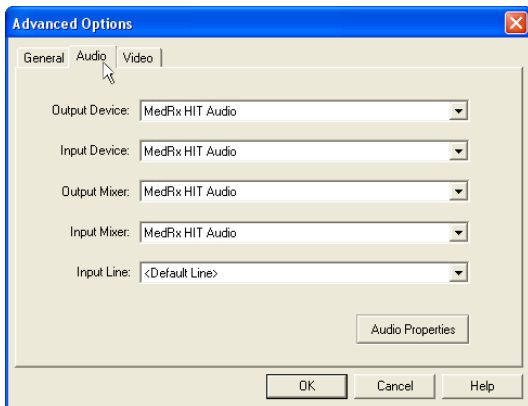 Advanced Options
General Audio Video
Output Device: MedRx HIT Audio
Input Device: MedRx HIT Audio
Output Mixer: MedRx HIT Audio
Input Mixer: MedRx HIT Audio
Input Line: <Default Line>
Audio Properties
OK Cancel Help